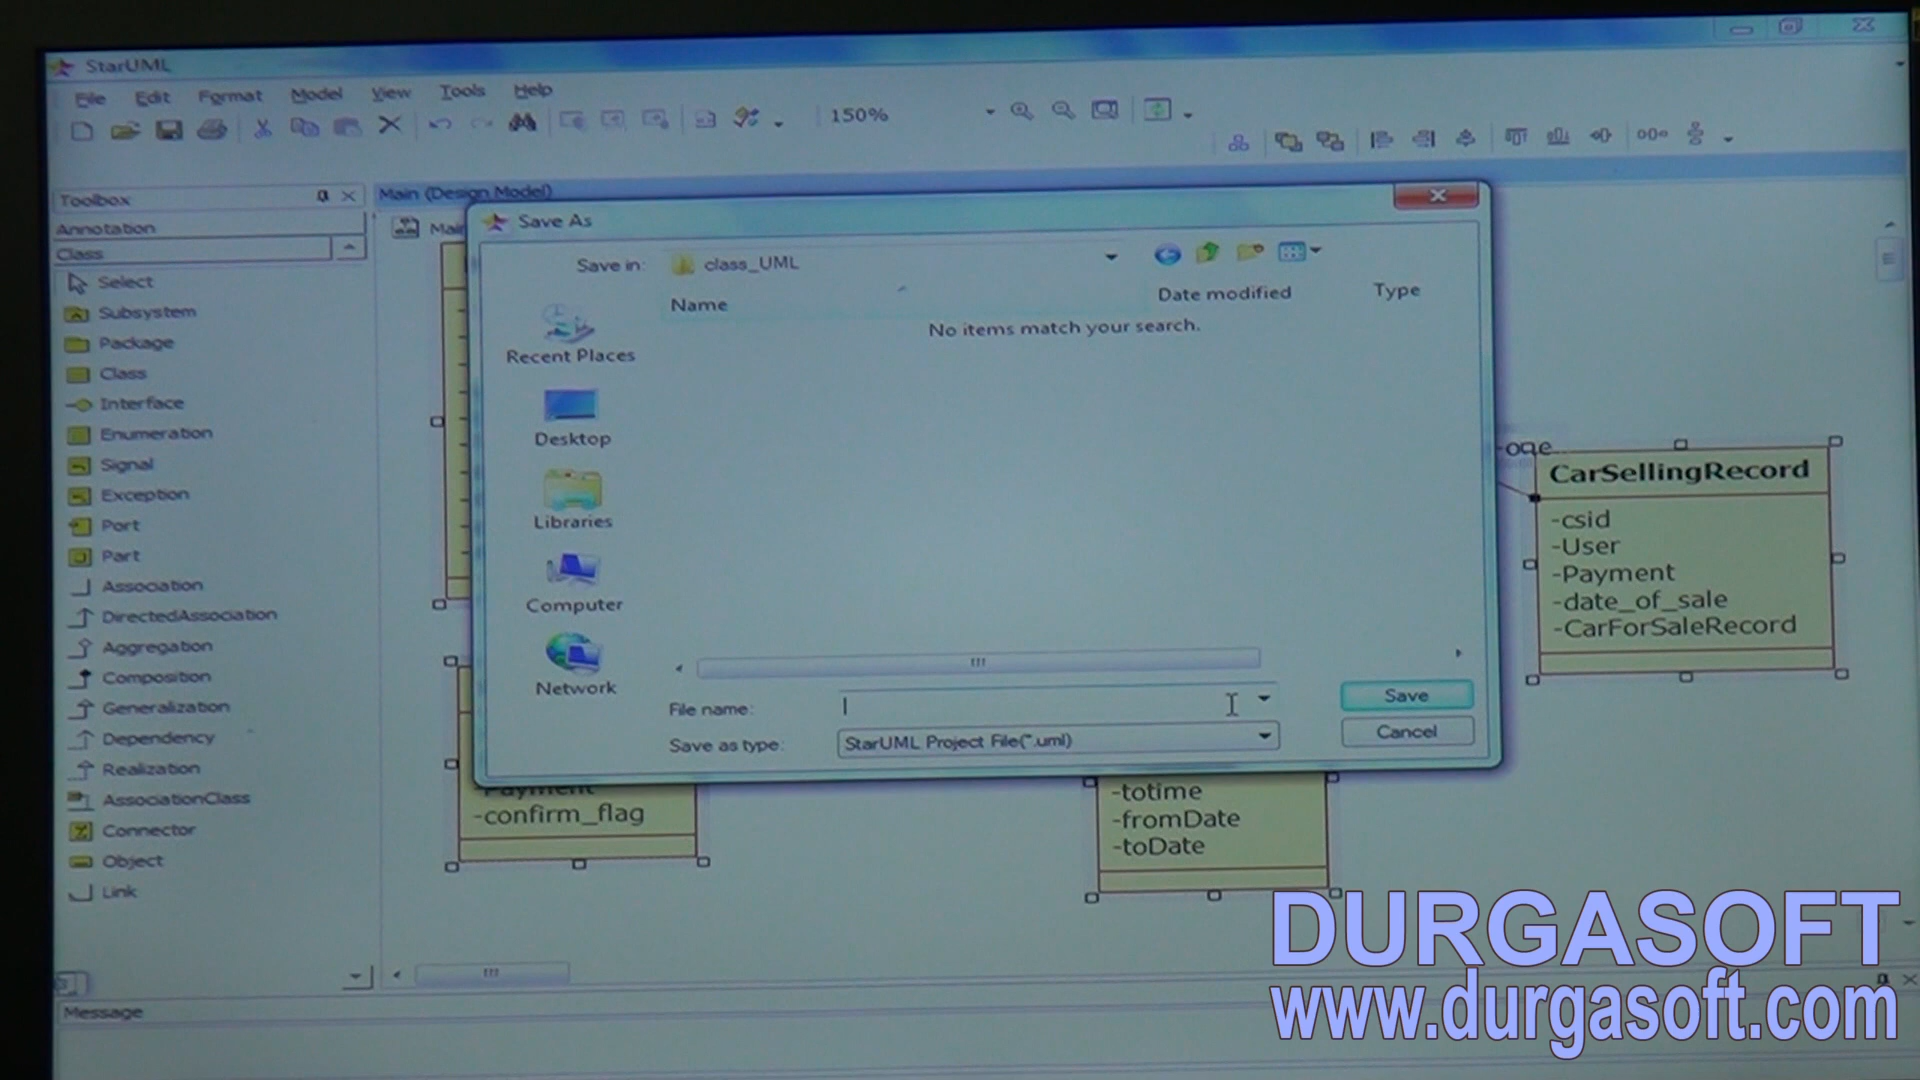 StarUML
File Edit Format Model View Tools Help
150%
Toolbox
Main (Design Model)
Annotation
Class
Select
Subsystem
Package
Class
Interface
Enumeration
Signal
Exception
Port
Part
Association
DirectedAssociation
Aggregation
Composition
Generalization
Dependency
Realization
AssociationClass
Connector
Object
Link
Message
Save As
Save in:
class_UML
Name
Date modified
Type
No items match your search.
Recent Places
Desktop
Libraries
Computer
Network
File name:
Save as type:
StarUML Project File(*.uml)
Save
Cancel
CarSellingRecord
-csid
-User
-Payment
-date_of_sale
-CarForSaleRecord
-confirm_flag
-totime
-fromDate
-toDate
DURGASOFT
www.durgasoft.com